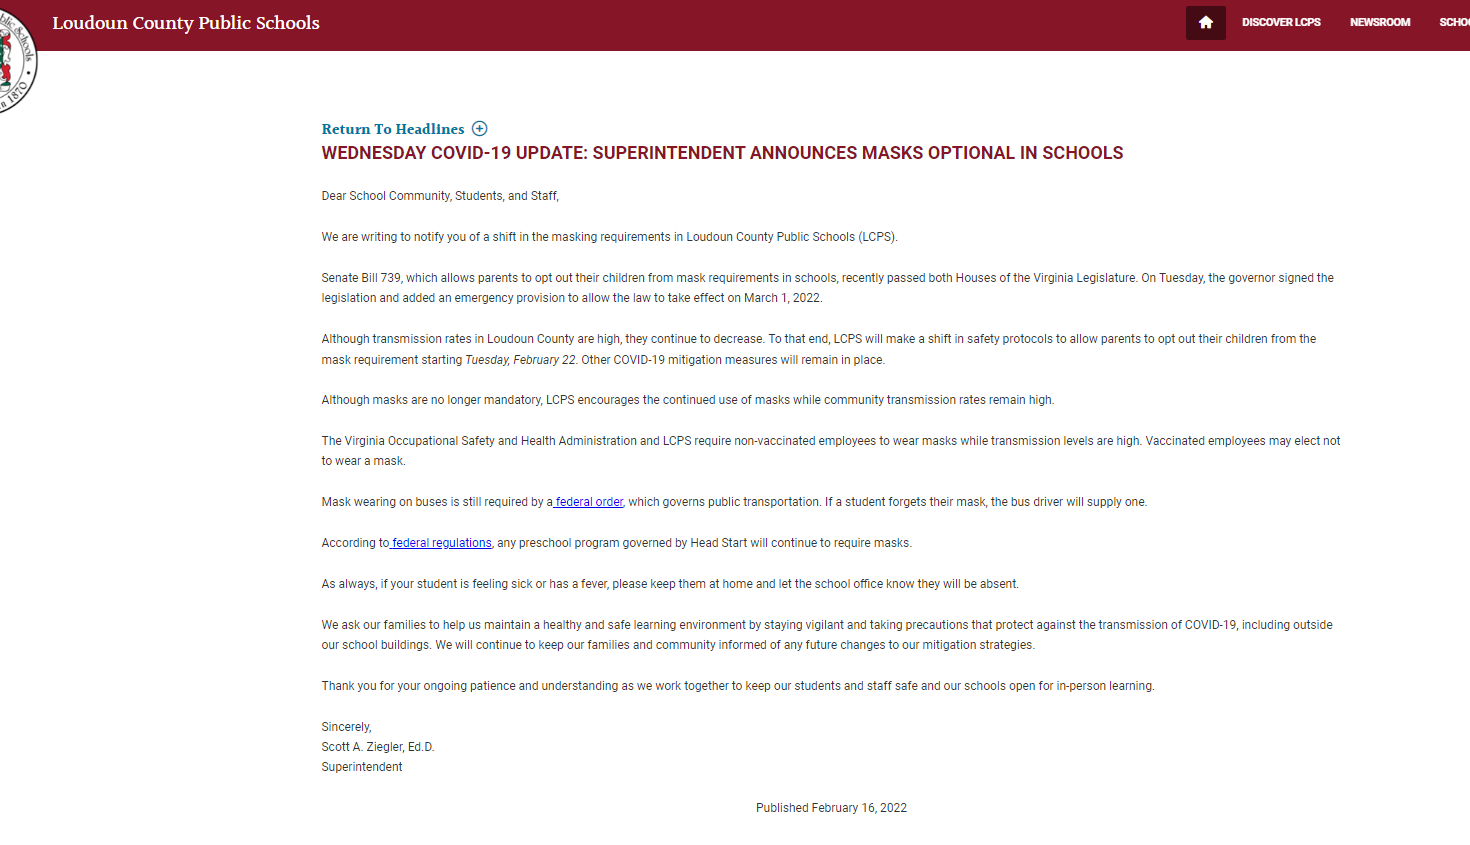 Loudoun County Public Schools
DISCOVER LCPS
NEWSROOM
Schools
1870
Return To Headlines
WEDNESDAY COVID-19 UPDATE: SUPERINTENDENT ANNOUNCES MASKS OPTIONAL IN SCHOOLS
Dear School Community, Students, and Staff,
We are writing to notify you of a shift in the masking requirements in Loudoun County Public Schools (LCPS).
Senate Bill 739, which allows parents to opt out their children from mask requirements in schools, recently passed both Houses of the Virginia Legislature. On Tuesday, the governor signed the
legislation and added an emergency provision to allow the law to take effect on March 1, 2022.
Although transmission rates in Loudoun County are high, they continue to decrease. To that end, LCPS will make a shift in safety protocols to allow parents to opt out their children from the
mask requirement starting Tuesday, February 22. Other COVID-19 mitigation measures will remain in place.
Although masks are no longer mandatory, LCPS encourages the continued use of masks while community transmission rates remain high.
The Virginia Occupational Safety and Health Administration and LCPS require non-vaccinated employees to wear masks while transmission levels are high. Vaccinated employees may elect not
to wear a mask.
Mask wearing on buses is still required by a federal order, which governs public transportation. If a student forgets their mask, the bus driver will supply one.
According to federal regulations, any preschool program governed by Head Start will continue to require masks.
As always, if your student is feeling sick or has a fever, please keep them at home and let the school office know they will be absent.
We ask our families to help us maintain a healthy and safe learning environment by staying vigilant and taking precautions that protect against the transmission of COVID-19, including outside
our school buildings. We will continue to keep our families and community informed of any future changes to our mitigation strategies.
Thank you for your ongoing patience and understanding as we work together to keep our students and staff safe and our schools open for in-person learning.
Sincerely,
Scott A. Ziegler, Ed.D.
Superintendent
Published February 16, 2022